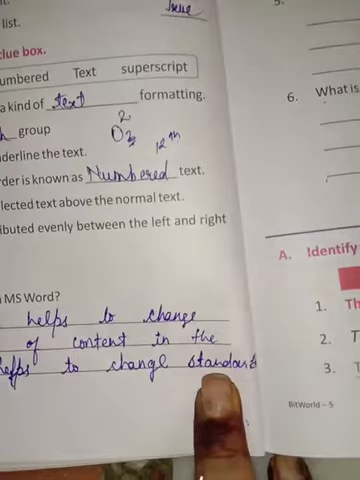 True
list.
clue box.
umbered Text superscript
a kind of text formatting.
group
derline the text.
12th
rder is known as Numbered text.
lected text above the normal text.
ibuted evenly between the left and right
MS Word?
helps to change
of content in the
helps to change standard
5.
6. What is
A. Identify
1. Th
2. T
3. T
BitWorld – 5